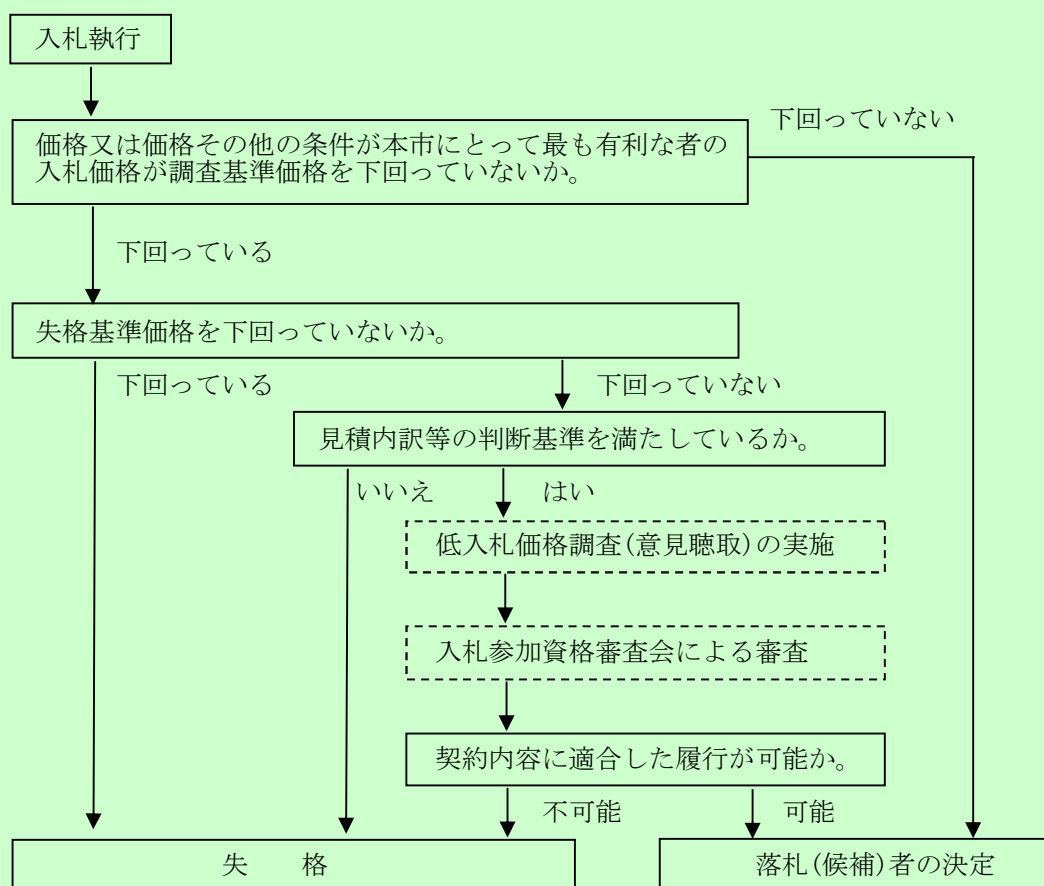 入札執行
下回っていない
価格又は価格その他の条件が本市にとって最も有利な者の
入札価格が調査基準価格を下回っていないか。
下回っている
失格基準価格を下回っていないか。
下回っている
下回っていない
見積内訳等の判断基準を満たしているか。
いいえ
はい
低入札価格調査(意見聴取)の実施
入札参加資格審査会による審査
契約内容に適合した履行が可能か。
不可能
可能
失　　格
落札(候補)者の決定